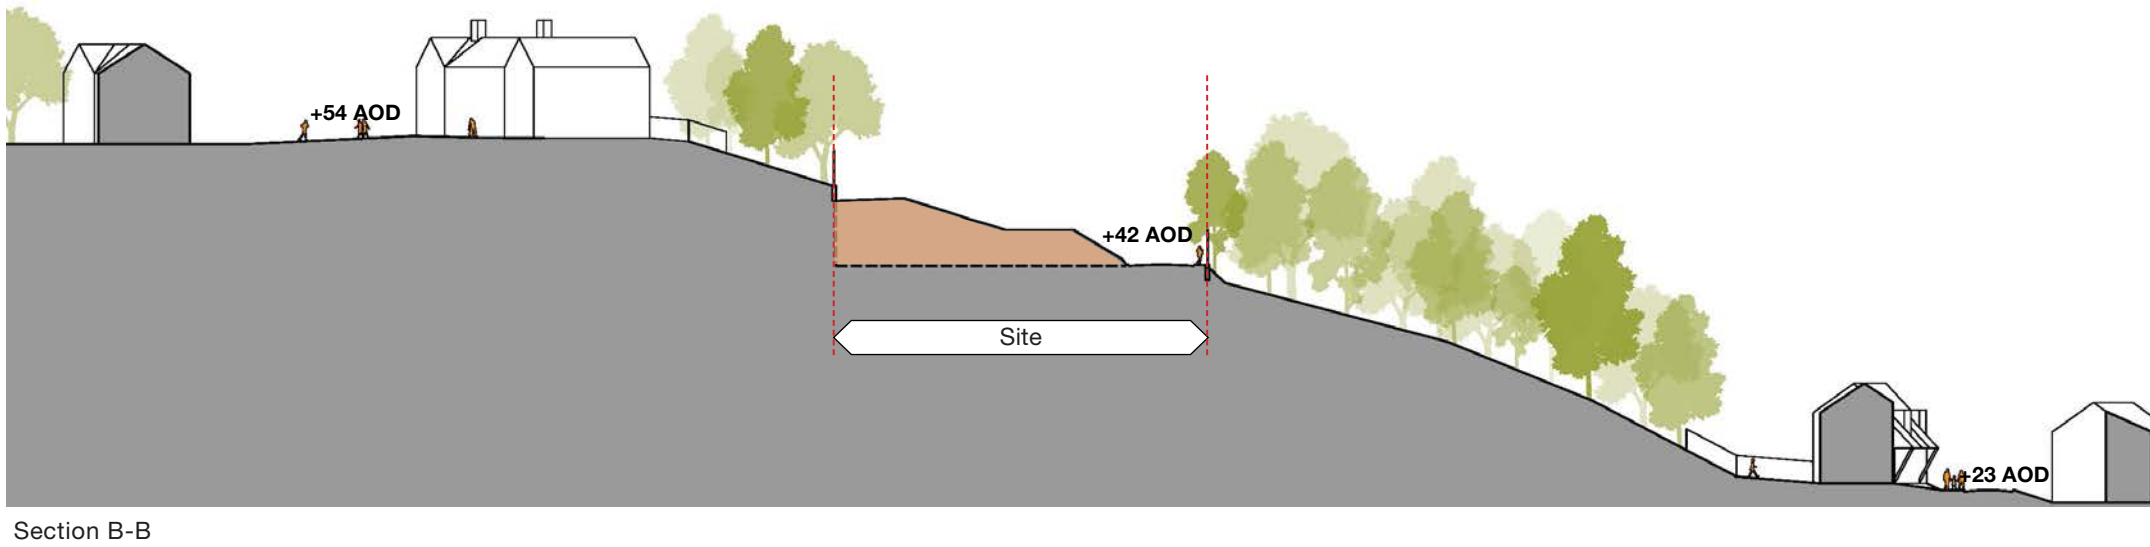 +54 AOD
+42 AOD
Site
+23 AOD
Section B-B